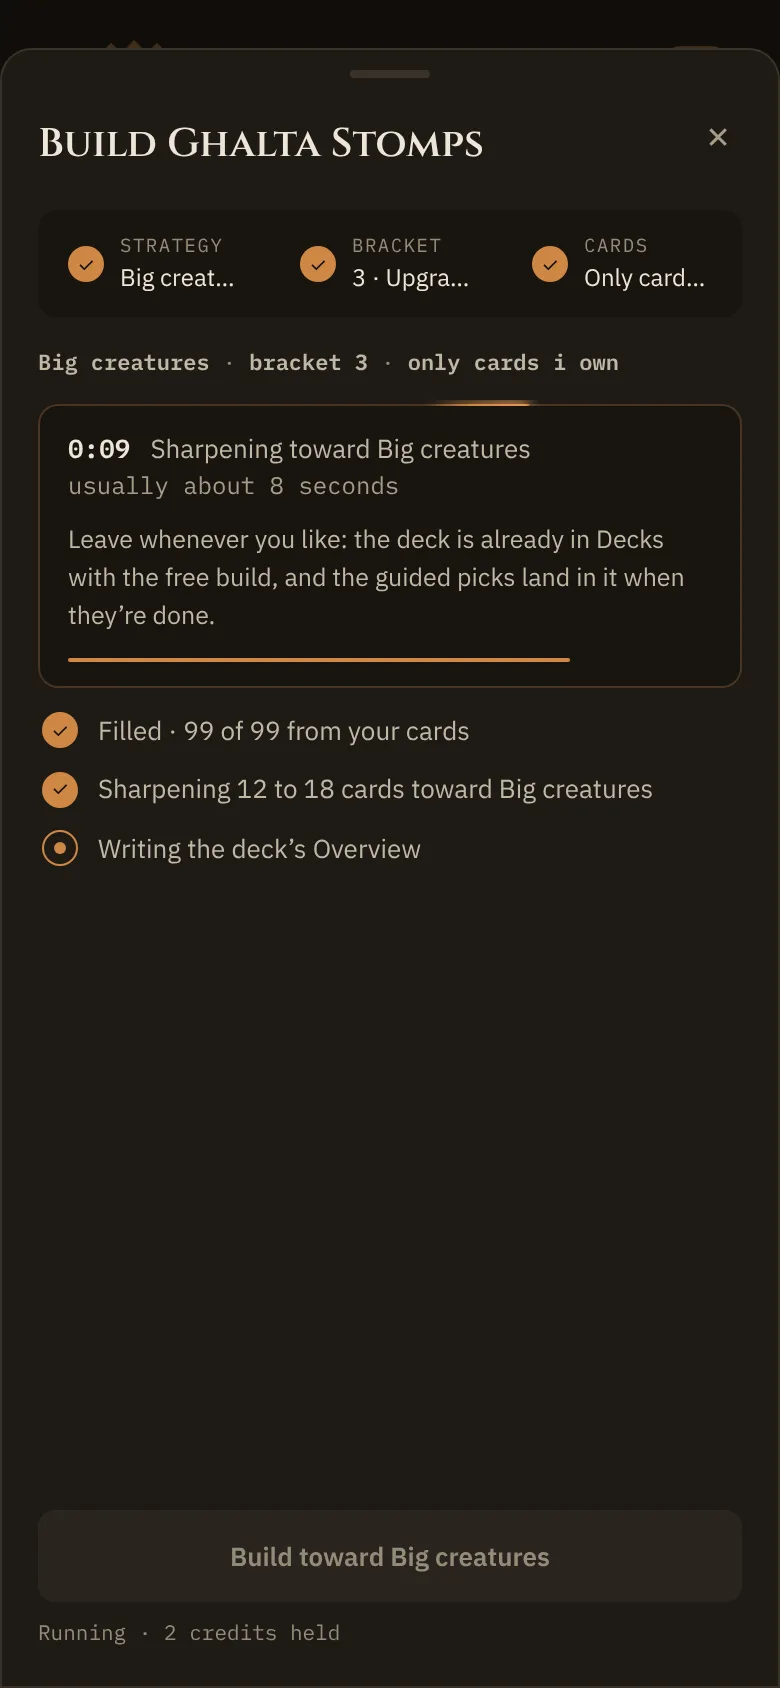 Build Ghalta Stomps
STRATEGY
Big creat...
BRACKET
3 · Upgra...
CARDS
Only card...
Big creatures · bracket 3 · only cards i own
0:09 Sharpening toward Big creatures
usually about 8 seconds
Leave whenever you like: the deck is already in Decks
with the free build, and the guided picks land in it when
they’re done.
Filled · 99 of 99 from your cards
Sharpening 12 to 18 cards toward Big creatures
Writing the deck’s Overview
Build toward Big creatures
Running · 2 credits held